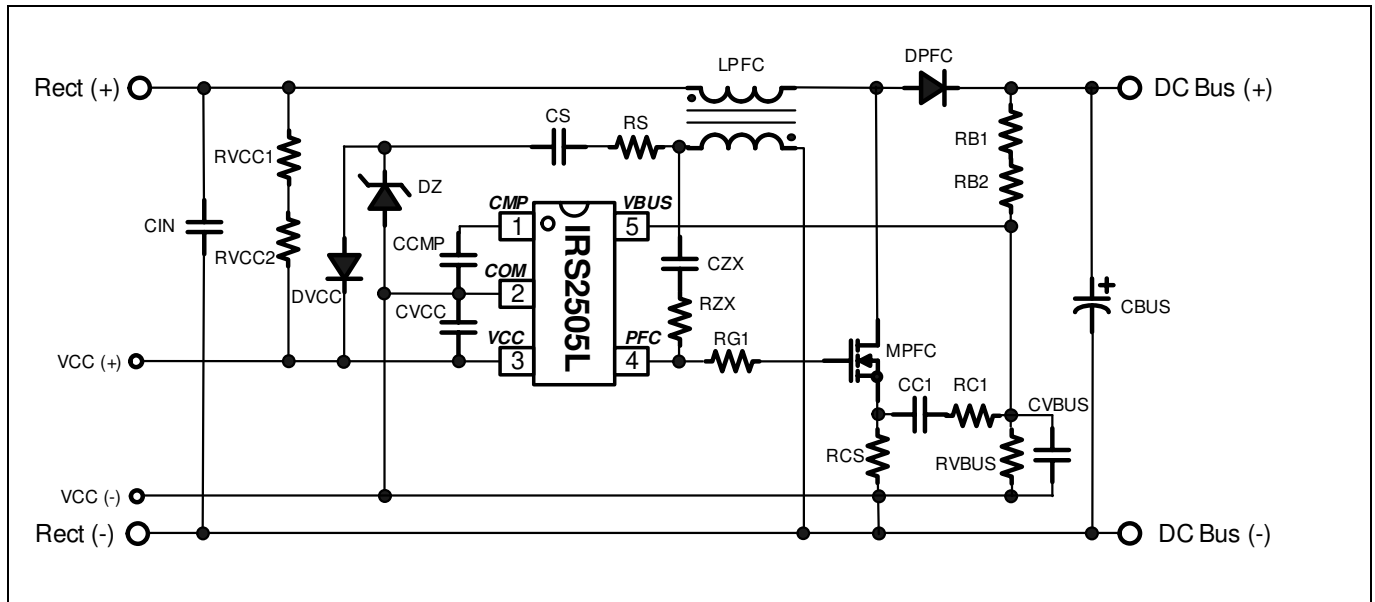 LPFC
DPFC
Rect (+)
DC Bus (+)
CS
RS
RB1
RVCC1
DZ
RB2
CMP
VBUS
1
5
CIN
CCMP
CZX
RVCC2
IRS2505L
COM
2
DVCC
CVCC
RZX
CBUS
+
VCC
PFC
RG1
MPFC
VCC (+)
3
4
CC1
RC1
CVBUS
RCS
RVBUS
VCC (-)
Rect (-)
DC Bus (-)